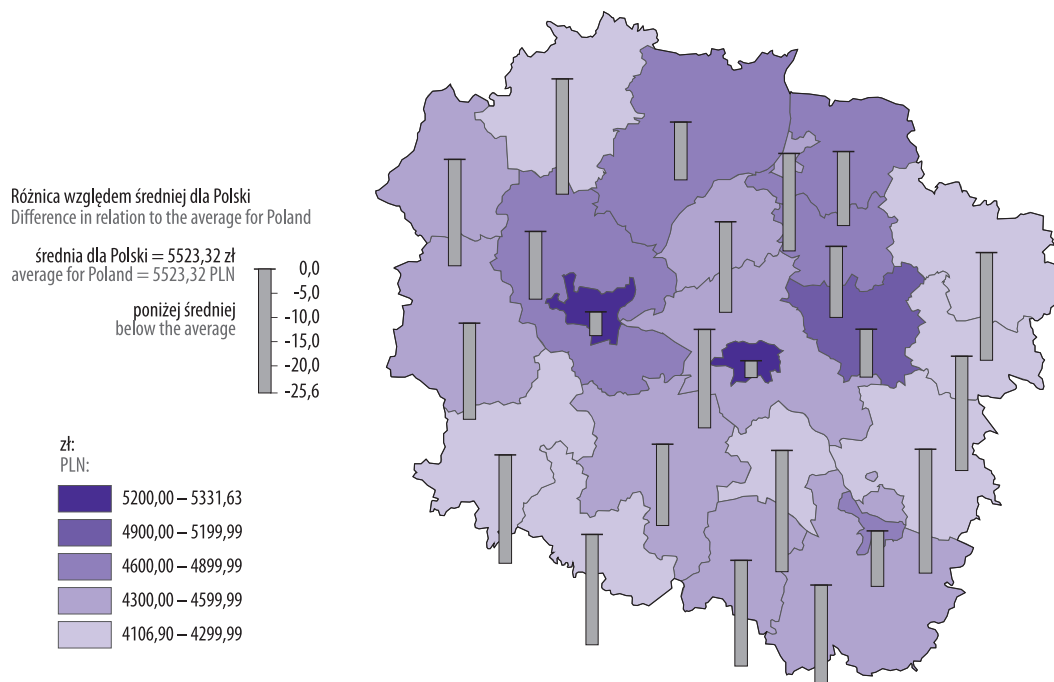 Różnica względem średniej dla Polski
Difference in relation to the average for Poland
średnia dla Polski = 5523,32 zł
average for Poland = 5523,32 PLN
poniżej średniej
below the average
0,0
-5,0
-10,0
-15,0
-20,0
-25,6
zł:
PLN:
5200,00 – 5331,63
4900,00 – 5199,99
4600,00 – 4899,99
4300,00 – 4599,99
4106,90 – 4299,99